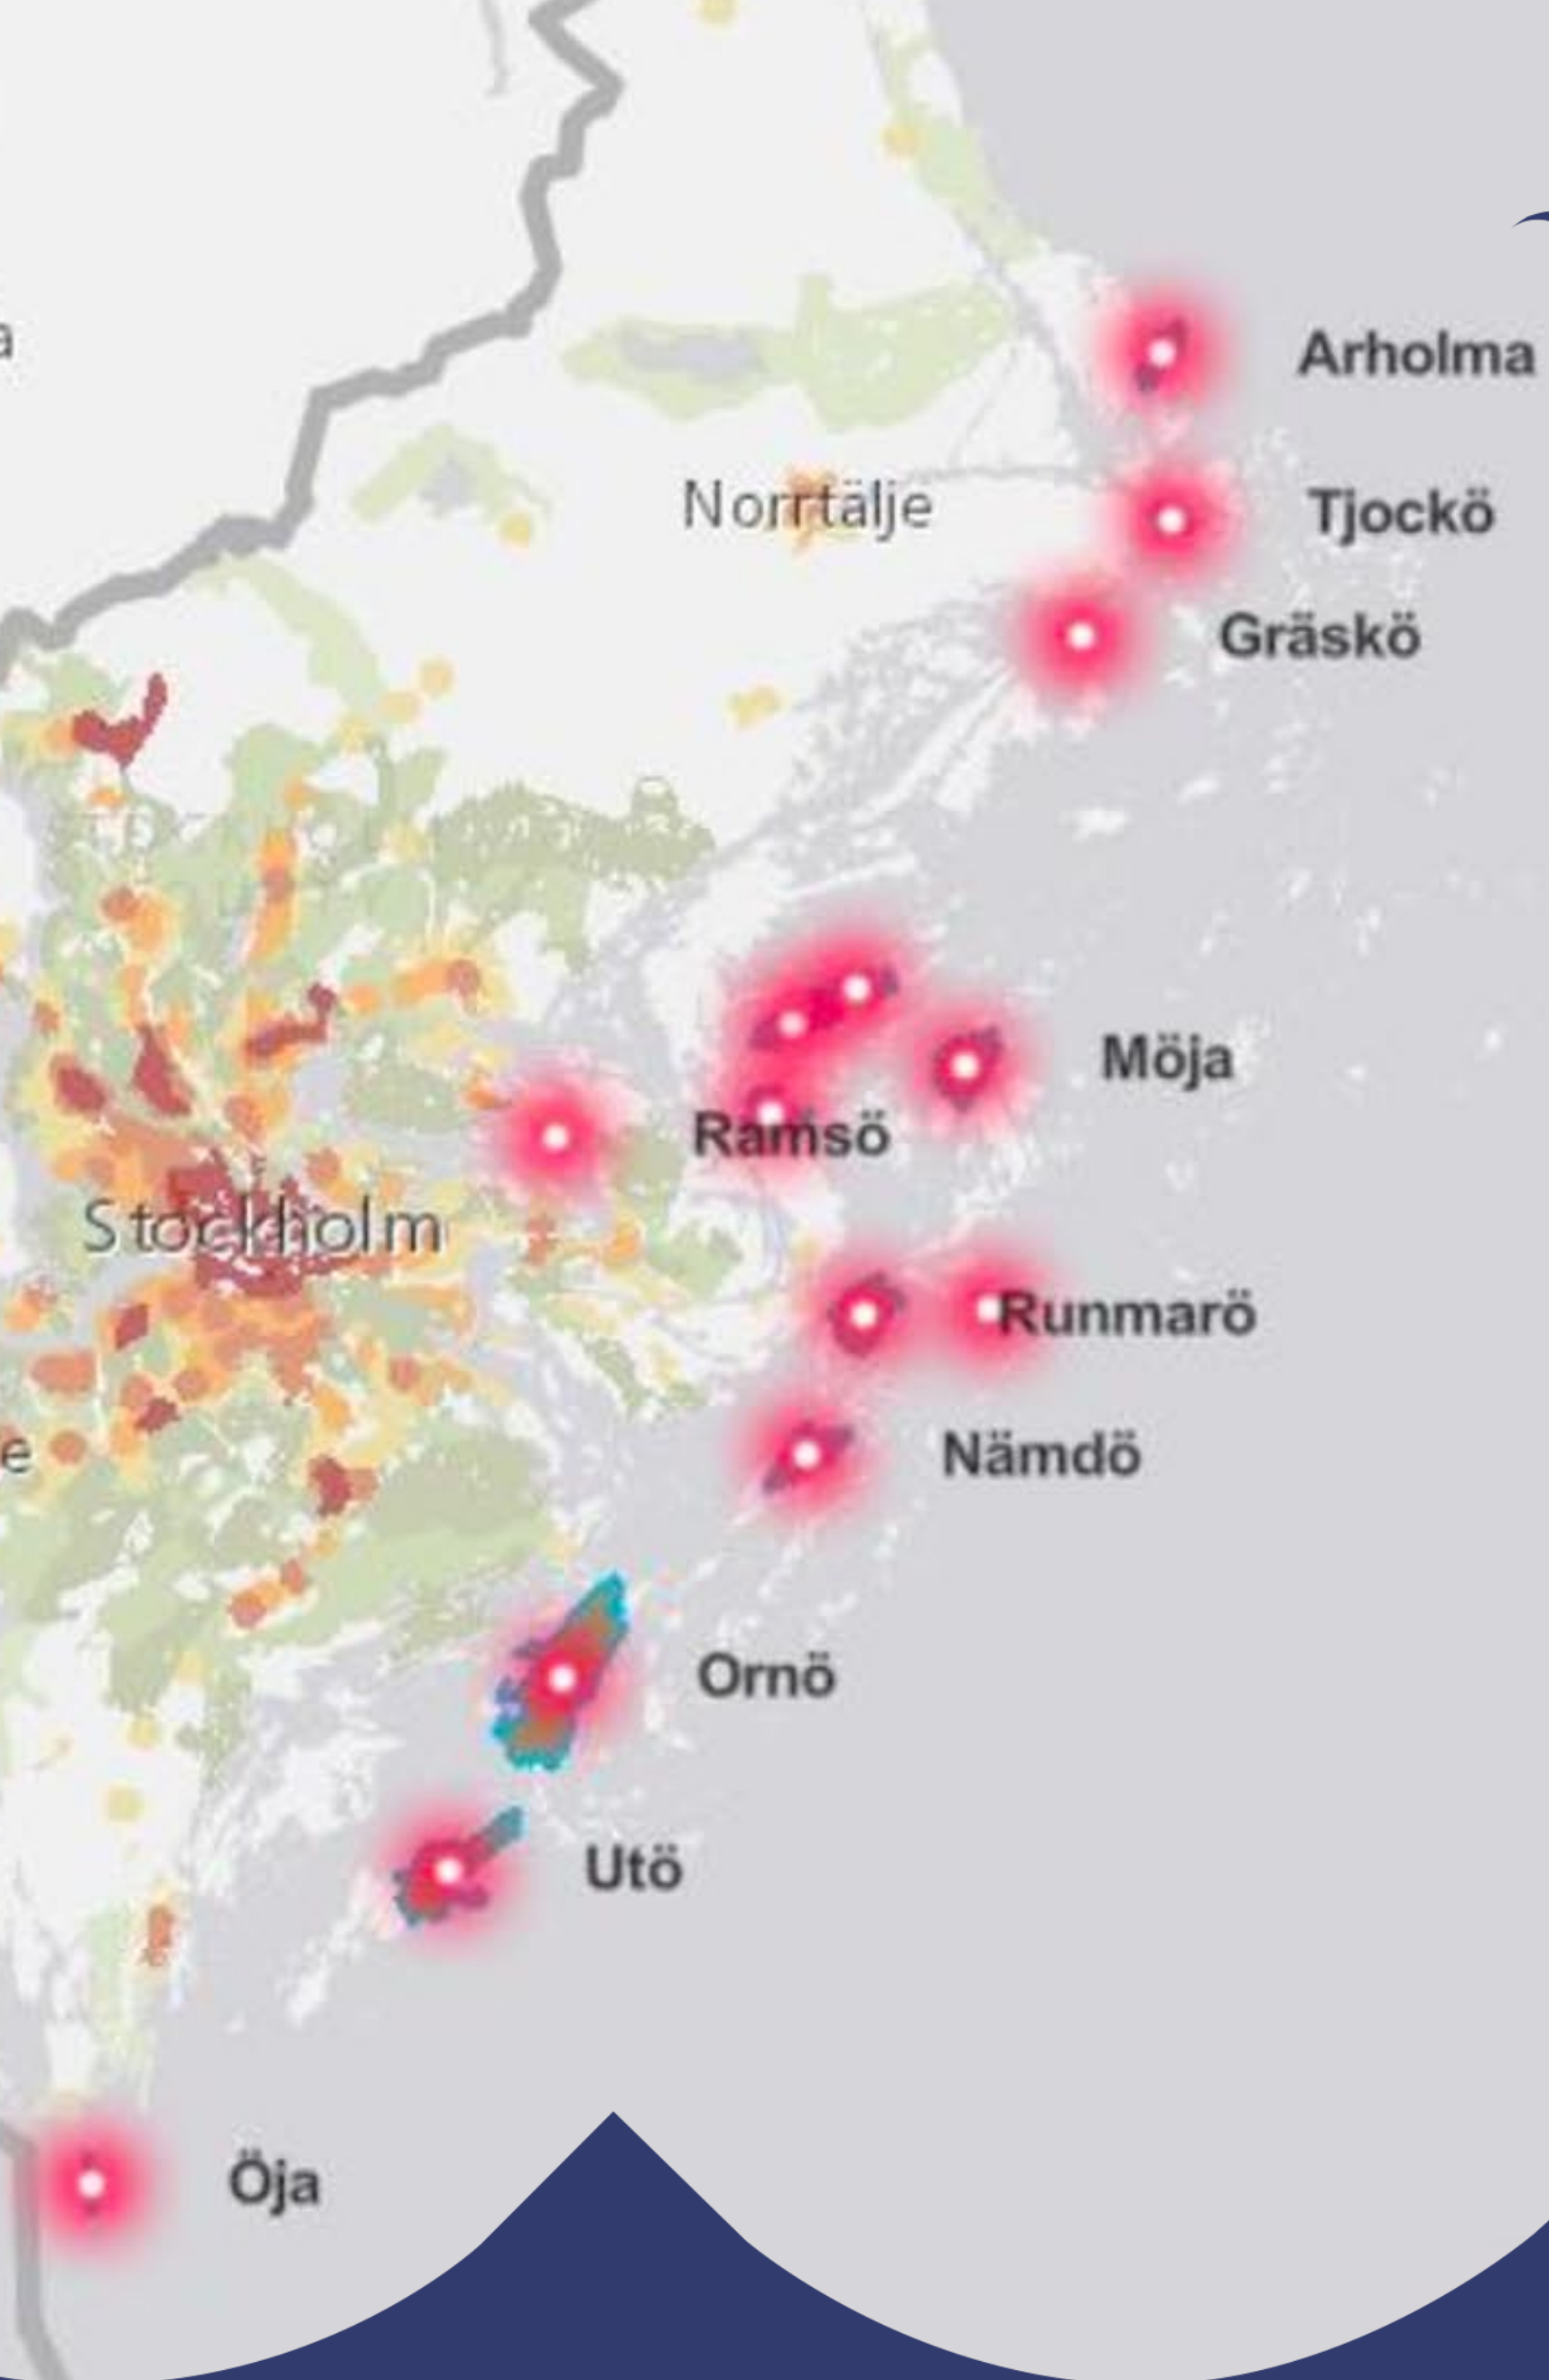 a
Arholma
Norrtälje
Tjockö
Gräskö
Möja
Ramsö
Stockholm
Runmarö
e
Nämdö
Ornö
Utö
Öja